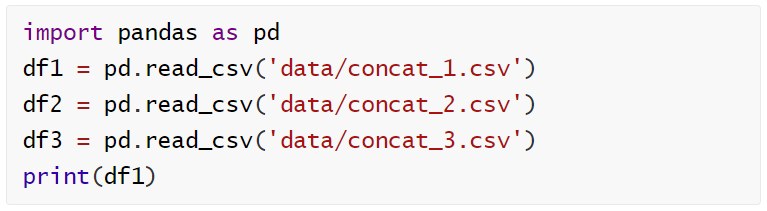 import pandas as pd
df1 = pd.read_csv('data/concat_1.csv')
df2 = pd.read_csv('data/concat_2.csv')
df3 = pd.read_csv('data/concat_3.csv')
print(df1)